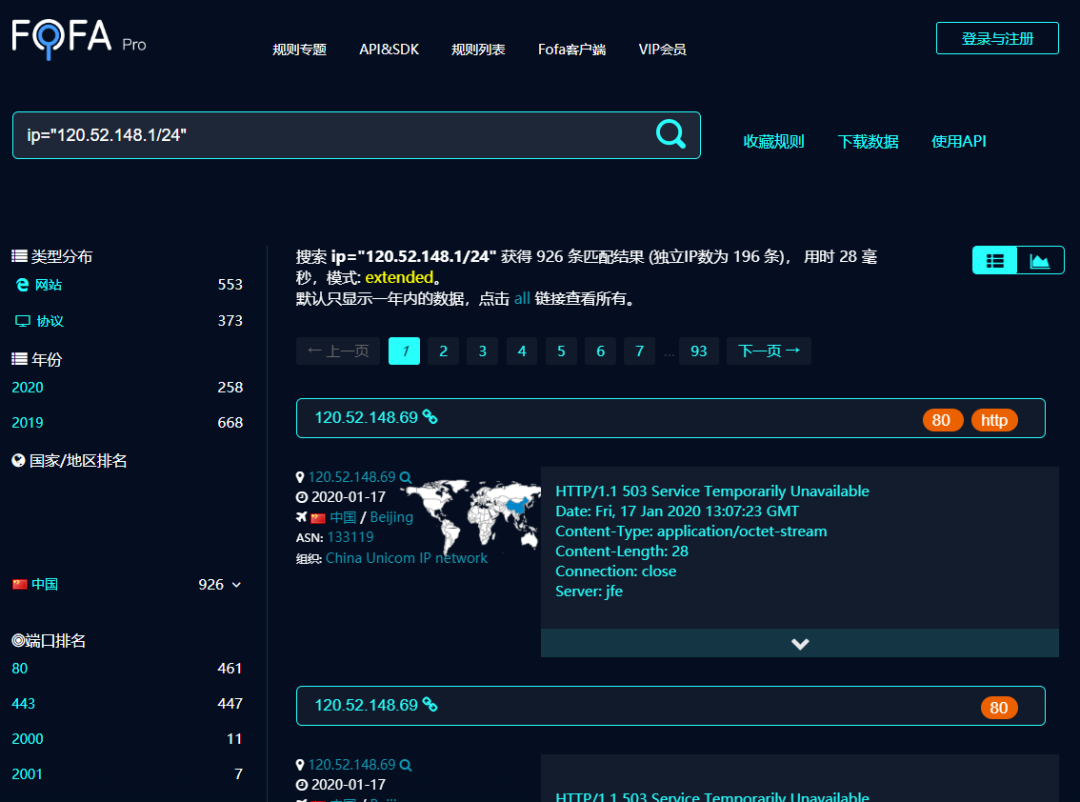 FOFA Pro
规则专题 API&SDK 规则列表 Fofa客户端 VIP会员
登录与注册
ip="120.52.148.1/24"
收藏规则 下载数据 使用API
类型分布
网站 553
协议 373
年份
2020 258
2019 668
国家/地区排名
中国 926
端口排名
80 461
443 447
2000 11
2001 7
搜索 ip="120.52.148.1/24" 获得 926 条匹配结果 (独立IP数为 196 条)， 用时 28 毫
秒，模式: extended。
默认只显示一年内的数据，点击 all 链接查看所有。
← 上一页 1 2 3 4 5 6 7 ... 93 下一页 →
120.52.148.69 80 http
120.52.148.69
2020-01-17
中国 / Beijing
ASN: 133119
组织: China Unicom IP network
HTTP/1.1 503 Service Temporarily Unavailable
Date: Fri, 17 Jan 2020 13:07:23 GMT
Content-Type: application/octet-stream
Content-Length: 28
Connection: close
Server: jfe
120.52.148.69 80
120.52.148.69
2020-01-17
中国 / Beijing
HTTP/1.1 503 Service Temporarily Unavailable